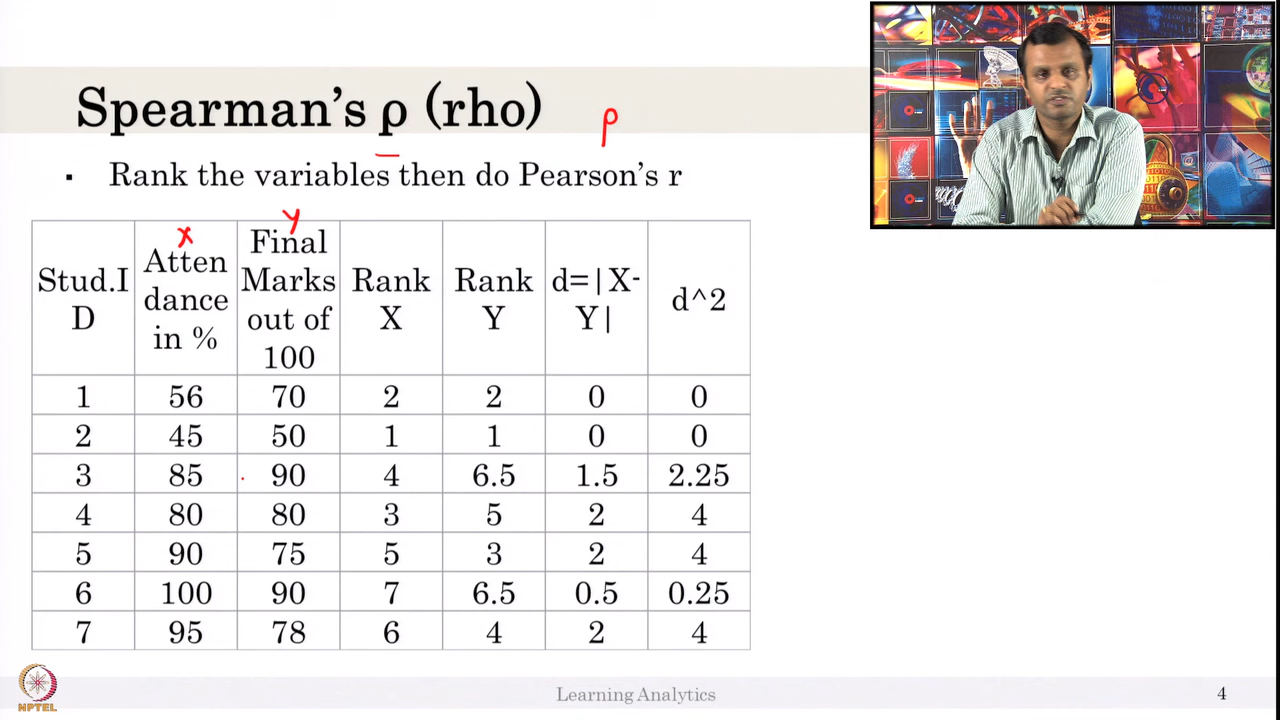 Spearman's ρ (rho)
ρ
▪ Rank the variables then do Pearson's r
x
y
Stud.I
D
Atten
dance
in %
Final
Marks
out of
100
Rank
X
Rank
Y
d=|X-
Y|
d^2
1 56 70 2 2 0 0
2 45 50 1 1 0 0
3 85 90 4 6.5 1.5 2.25
4 80 80 3 5 2 4
5 90 75 5 3 2 4
6 100 90 7 6.5 0.5 0.25
7 95 78 6 4 2 4
NPTEL
Learning Analytics
4